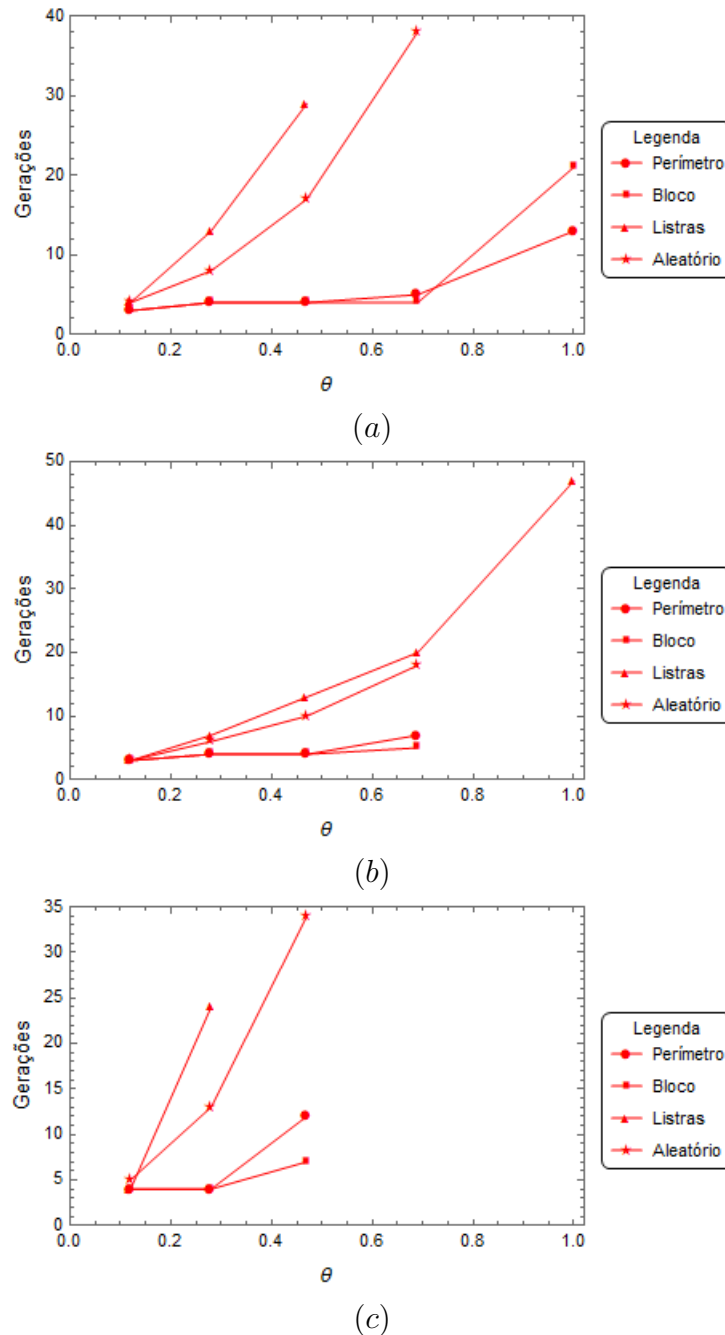 40
30
20
10
0
Gerações
0.0 0.2 0.4 0.6 0.8 1.0
θ
Legenda
Perímetro
Bloco
Listras
Aleatório
(a)
50
40
30
20
10
0
Gerações
0.0 0.2 0.4 0.6 0.8 1.0
θ
Legenda
Perímetro
Bloco
Listras
Aleatório
(b)
35
30
25
20
15
10
5
0
Gerações
0.0 0.2 0.4 0.6 0.8 1.0
θ
Legenda
Perímetro
Bloco
Listras
Aleatório
(c)